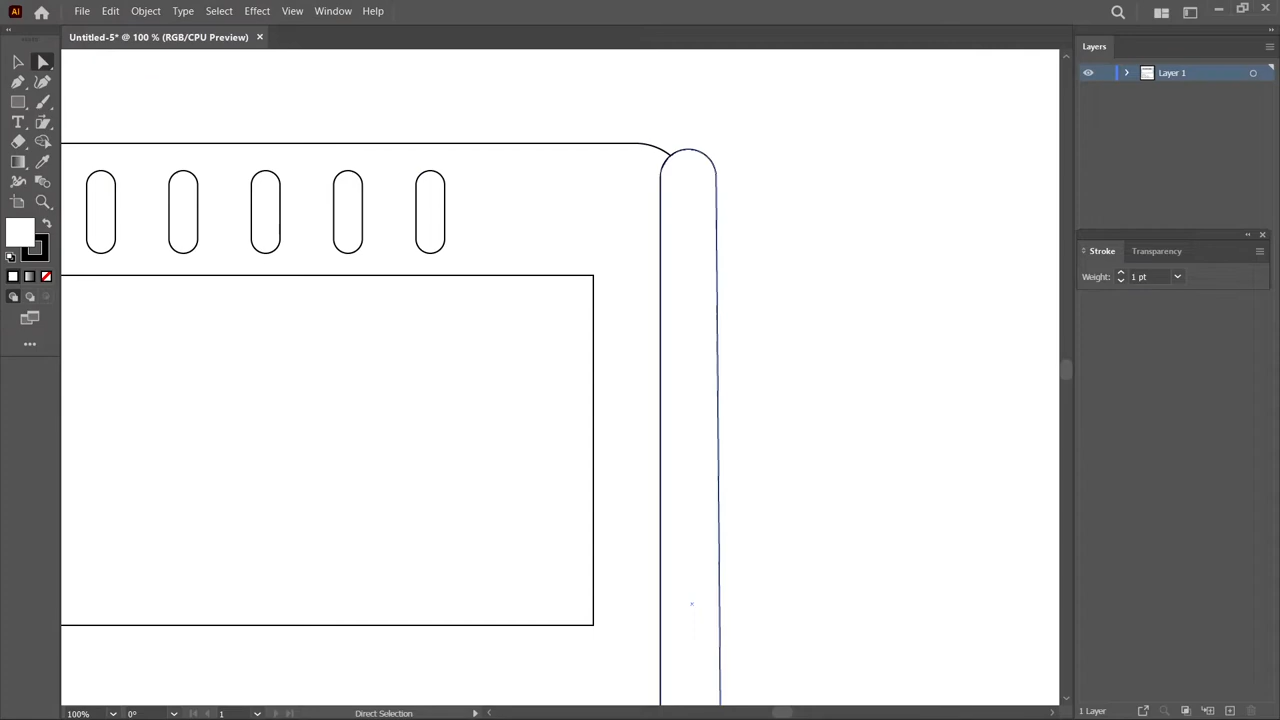 Ai File Edit Object Type Select Effect View Window Help
Untitled-5* @ 100 % (RGB/CPU Preview) ×
Layers
Layer 1
Stroke Transparency
Weight: 1 pt
100% 0° 1 Direct Selection
1 Layer